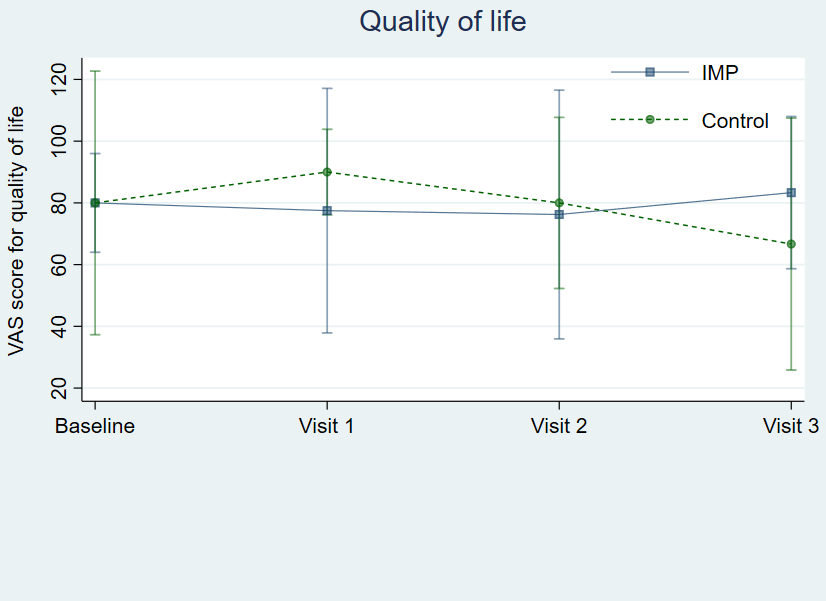 Quality of life
IMP
Control
VAS score for quality of life
120
100
80
60
40
20
Baseline
Visit 1
Visit 2
Visit 3